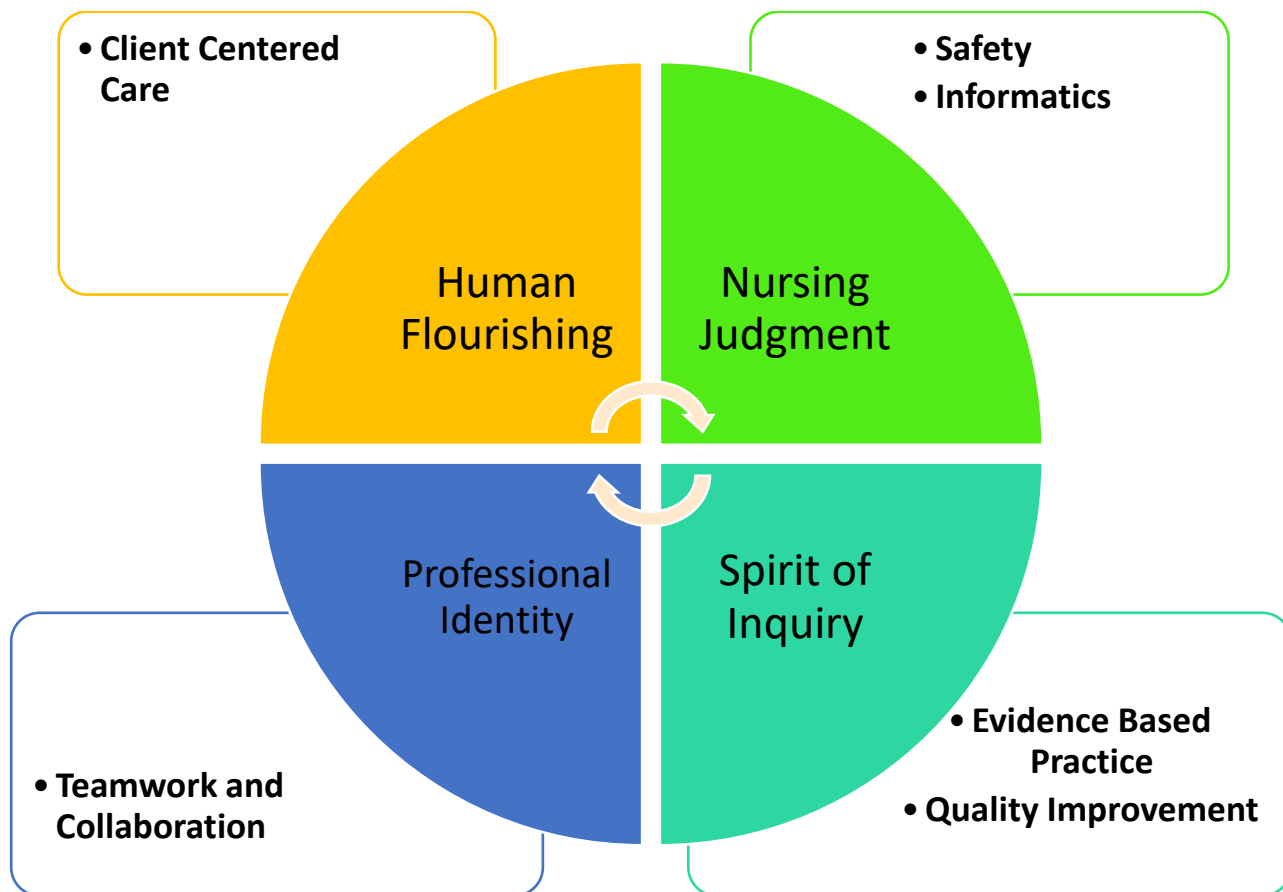 • Client Centered
Care
• Safety
• Informatics
Human
Flourishing
Nursing
Judgment
Professional
Identity
Spirit of
Inquiry
• Teamwork and
Collaboration
• Evidence Based
Practice
• Quality Improvement